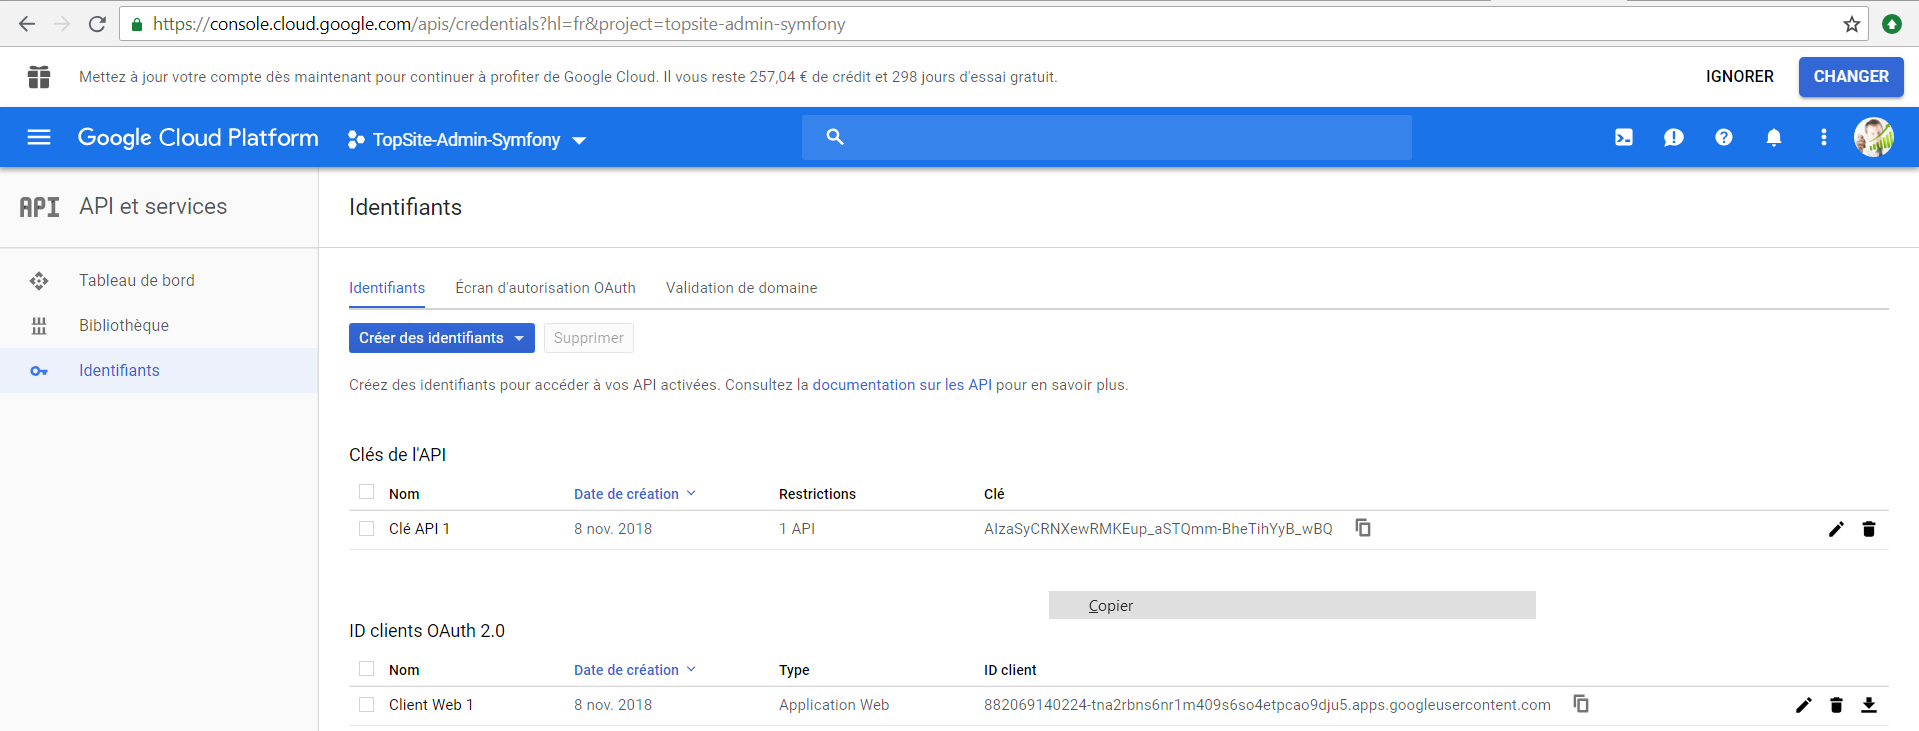 https://console.cloud.google.com/apis/credentials?hl=fr&project=topsite-admin-symfony
Mettez à jour votre compte dès maintenant pour continuer à profiter de Google Cloud. Il vous reste 257,04 € de crédit et 298 jours d'essai gratuit.
IGNORER
CHANGER
Google Cloud Platform
TopSite-Admin-Symfony
API
API et services
Identifiants
Tableau de bord
Bibliothèque
Identifiants
Identifiants
Écran d'autorisation OAuth
Validation de domaine
Créer des identifiants
Supprimer
Créez des identifiants pour accéder à vos API activées. Consultez la documentation sur les API pour en savoir plus.
Clés de l'API
Nom Date de création Restrictions Clé
Clé API 1 8 nov. 2018 1 API AIzaSyCRNXewRMKEup_aSTQmm-BheTihYyB_wBQ
Copier
ID clients OAuth 2.0
Nom Date de création Type ID client
Client Web 1 8 nov. 2018 Application Web 882069140224-tna2rbns6nr1m409s6so4etpcao9dju5.apps.googleusercontent.com